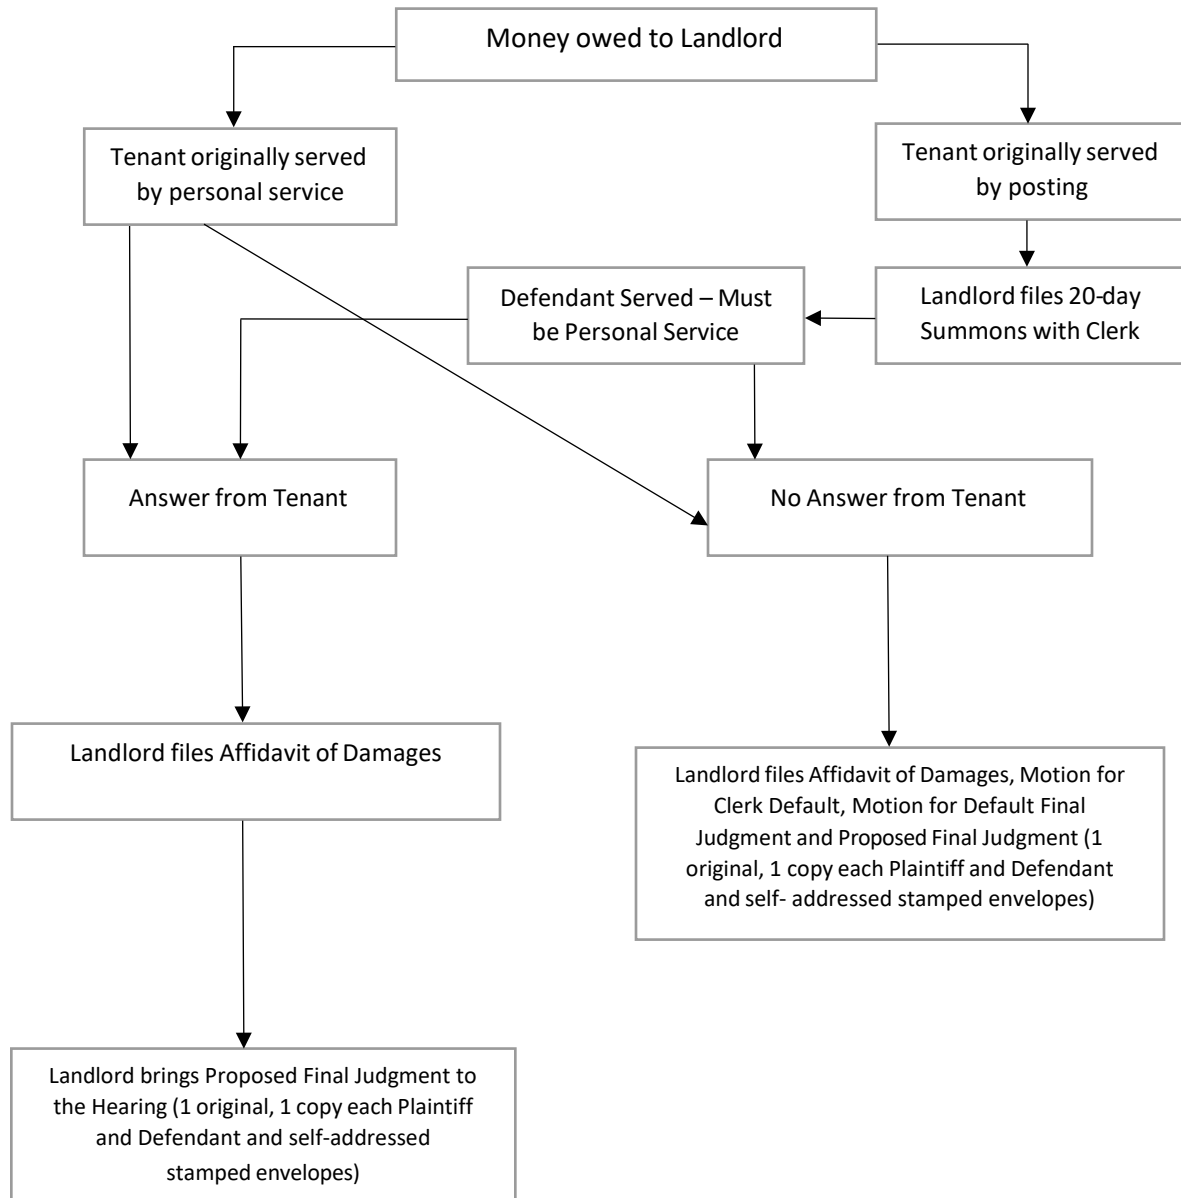 Money owed to Landlord
Tenant originally served
by personal service
Tenant originally served
by posting
Defendant Served – Must
be Personal Service
Landlord files 20-day
Summons with Clerk
Answer from Tenant
No Answer from Tenant
Landlord files Affidavit of Damages
Landlord files Affidavit of Damages, Motion for
Clerk Default, Motion for Default Final
Judgment and Proposed Final Judgment (1
original, 1 copy each Plaintiff and Defendant
and self- addressed stamped envelopes)
Landlord brings Proposed Final Judgment to
the Hearing (1 original, 1 copy each Plaintiff
and Defendant and self-addressed
stamped envelopes)